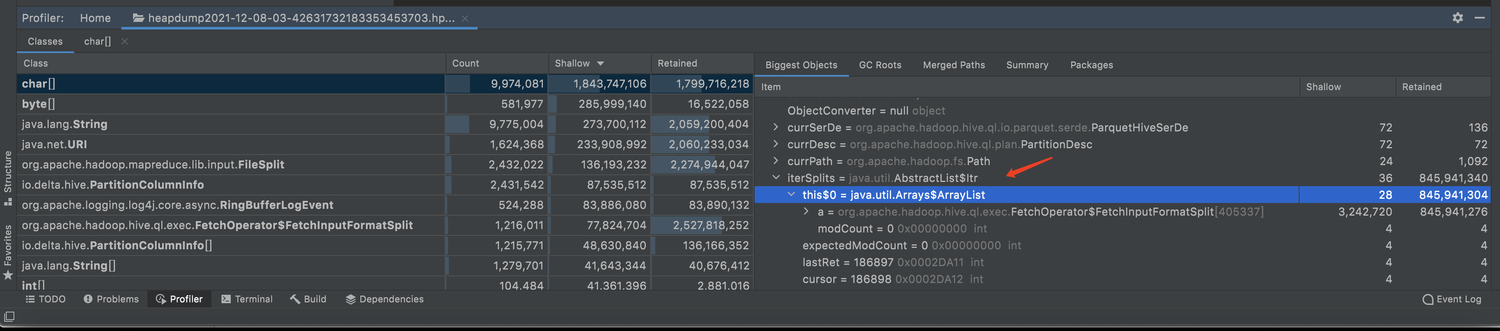 Profiler: Home heapdump2021-12-08-03-42631732183353453703.hp...
Classes char[]
Class Count Shallow Retained
char[] 9,974,081 1,843,747,106 1,799,716,218
byte[] 581,977 285,999,140 16,522,058
java.lang.String 9,775,004 273,700,112 2,059,200,404
java.net.URI 1,624,368 233,908,992 2,060,233,034
org.apache.hadoop.mapreduce.lib.input.FileSplit 2,432,022 136,193,232 2,274,944,047
io.delta.hive.PartitionColumnInfo 2,431,542 87,535,512 87,535,512
org.apache.logging.log4j.core.async.RingBufferLogEvent 524,288 83,886,080 83,890,132
org.apache.hadoop.hive.ql.exec.FetchOperator$FetchInputFormatSplit 1,216,011 77,824,704 2,527,818,252
io.delta.hive.PartitionColumnInfo[] 1,215,771 48,630,840 136,166,352
java.lang.String[] 1,279,701 41,643,344 40,676,412
int[] 104,484 41,361,396 2,881,016
Biggest Objects GC Roots Merged Paths Summary Packages
Item Shallow Retained
ObjectConverter = null object
currSerDe = org.apache.hadoop.hive.ql.io.parquet.serde.ParquetHiveSerDe 72 136
currDesc = org.apache.hadoop.hive.ql.plan.PartitionDesc 72 72
currPath = org.apache.hadoop.fs.Path 24 1,092
iterSplits = java.util.AbstractList$Itr 36 845,941,340
this$0 = java.util.Arrays$ArrayList 28 845,941,304
a = org.apache.hadoop.hive.ql.exec.FetchOperator$FetchInputFormatSplit[405337] 3,242,720 845,941,276
modCount = 0 0x00000000 int 4 4
expectedModCount = 0 0x00000000 int 4 4
lastRet = 186897 0x0002DA11 int 4 4
cursor = 186898 0x0002DA12 int 4 4
Structure
Favorites
TODO Problems Profiler Terminal Build Dependencies Event Log